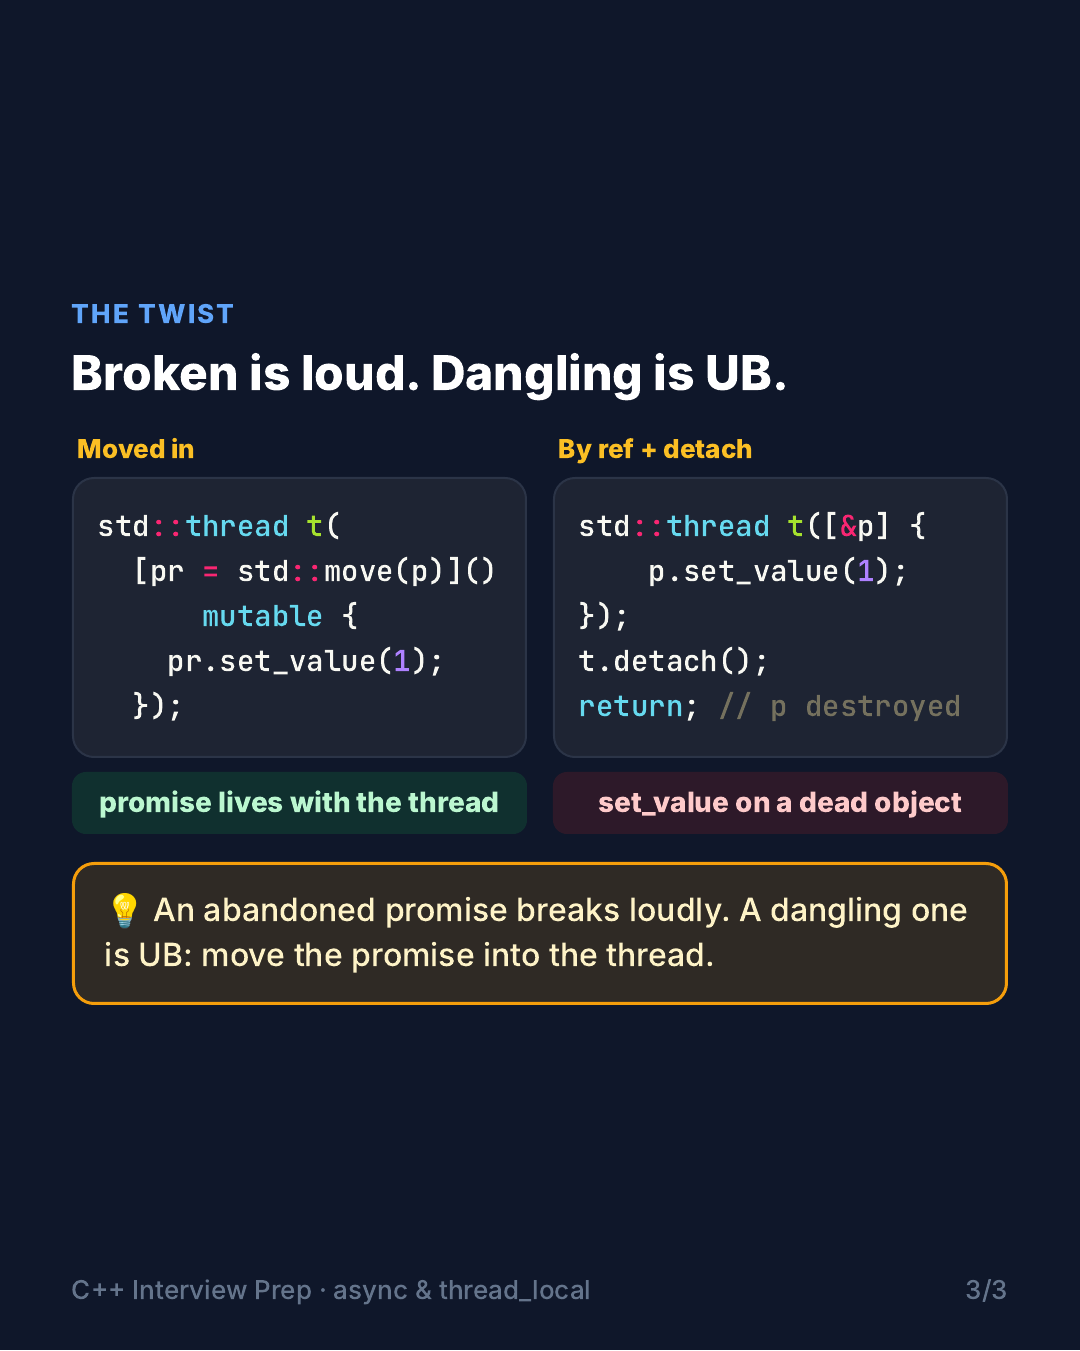 THE TWIST
Broken is loud. Dangling is UB.
Moved in
std::thread t(
  [pr = std::move(p)]()
      mutable {
    pr.set_value(1);
  });
promise lives with the thread
By ref + detach
std::thread t([&p] {
    p.set_value(1);
});
t.detach();
return; // p destroyed
set_value on a dead object
💡 An abandoned promise breaks loudly. A dangling one
is UB: move the promise into the thread.
C++ Interview Prep · async & thread_local
3/3